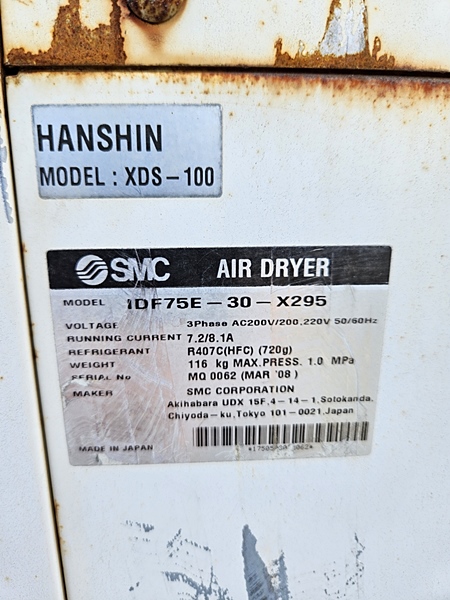 HANSHIN
MODEL : XDS-100
SMC AIR DRYER
MODEL IDF75E-30-X295
VOLTAGE 3Phase AC200V/200,220V 50/60Hz
RUNNING CURRENT 7.2/8.1A
REFRIGERANT R407C(HFC) (720g)
WEIGHT 116 kg MAX.PRESS. 1.0 MPa
SERIAL No MQ 0062 (MAR '08)
MAKER SMC CORPORATION
Akihabara UDX 15F, 4-14-1, Sotokanda,
Chiyoda-ku, Tokyo 101-0021, Japan
MADE IN JAPAN